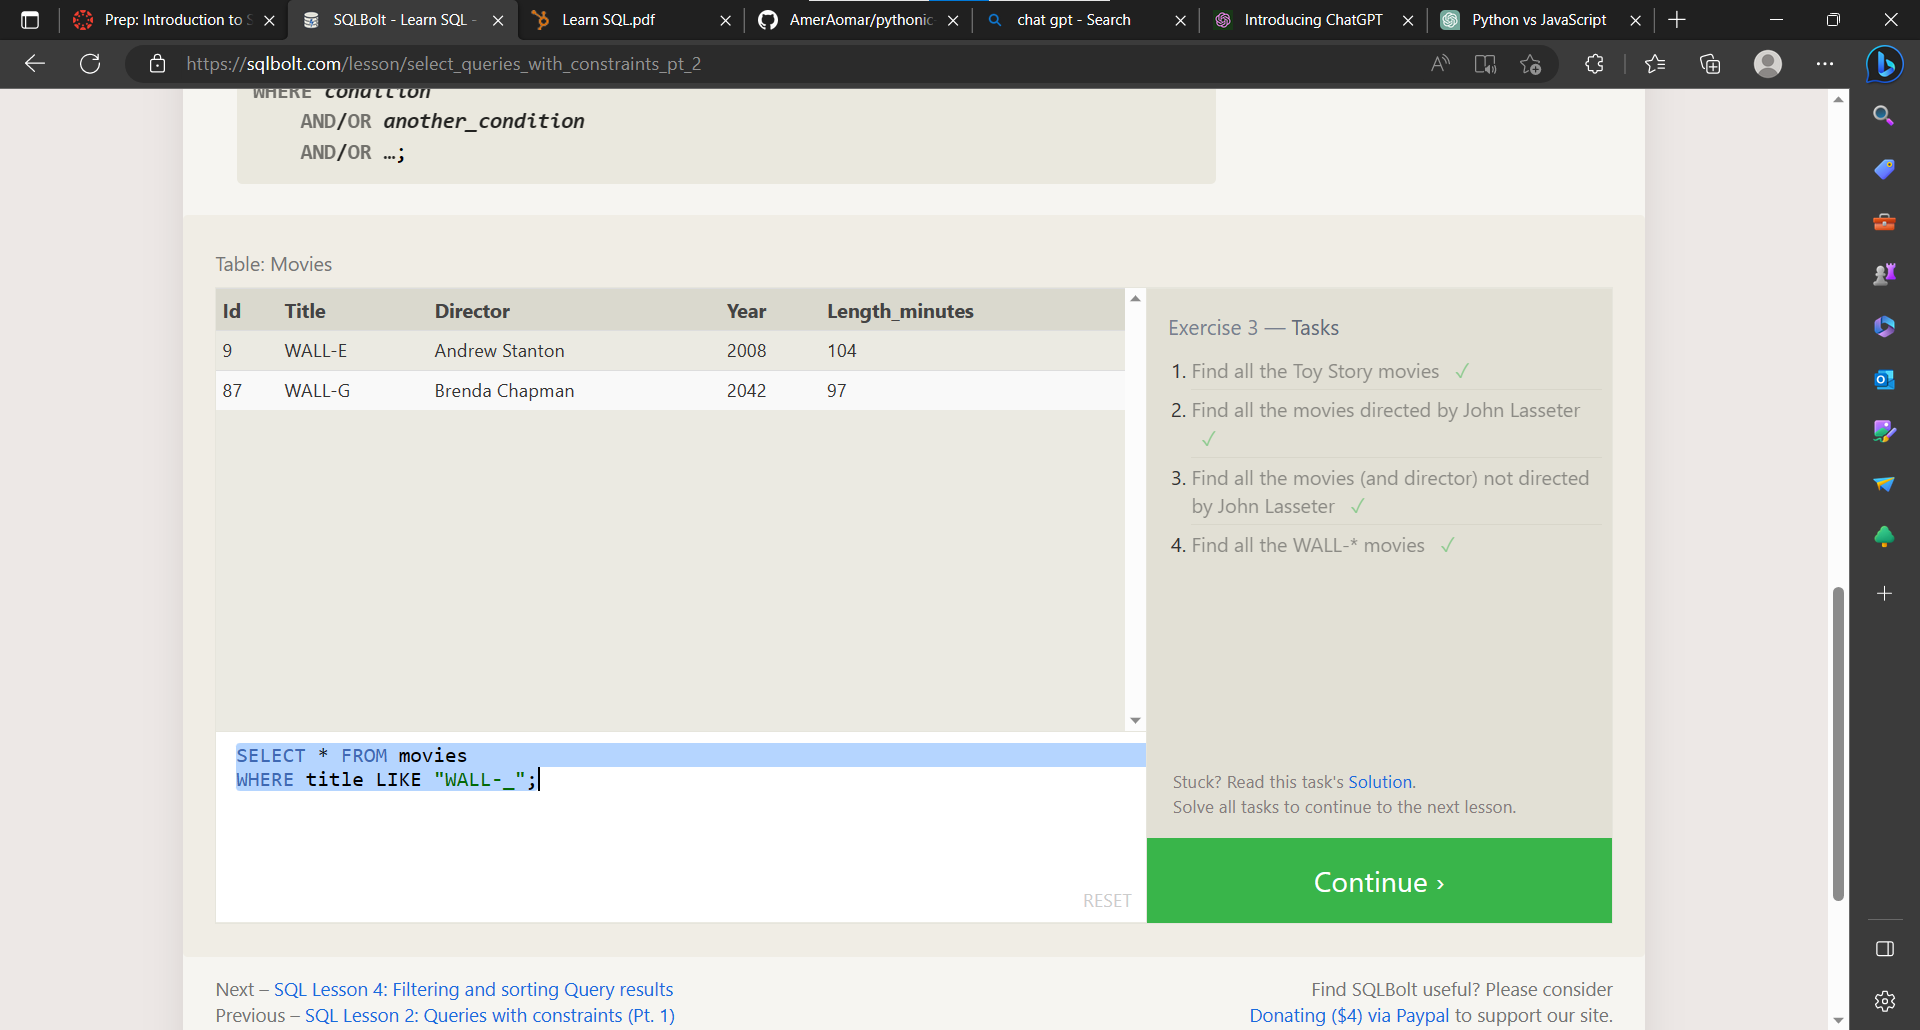 Prep: Introduction to S
SQLBolt - Learn SQL -
Learn SQL.pdf
AmerAomar/pythonic
chat gpt - Search
Introducing ChatGPT
Python vs JavaScript
https://sqlbolt.com/lesson/select_queries_with_constraints_pt_2
WHERE condition
AND/OR another_condition
AND/OR …;
Table: Movies
Id Title Director Year Length_minutes
9 WALL-E Andrew Stanton 2008 104
87 WALL-G Brenda Chapman 2042 97
SELECT * FROM movies
WHERE title LIKE "WALL-_";
RESET
Exercise 3 — Tasks
1. Find all the Toy Story movies ✓
2. Find all the movies directed by John Lasseter
✓
3. Find all the movies (and director) not directed
by John Lasseter ✓
4. Find all the WALL-* movies ✓
Stuck? Read this task's Solution.
Solve all tasks to continue to the next lesson.
Continue ›
Next – SQL Lesson 4: Filtering and sorting Query results
Previous – SQL Lesson 2: Queries with constraints (Pt. 1)
Find SQLBolt useful? Please consider
Donating ($4) via Paypal to support our site.